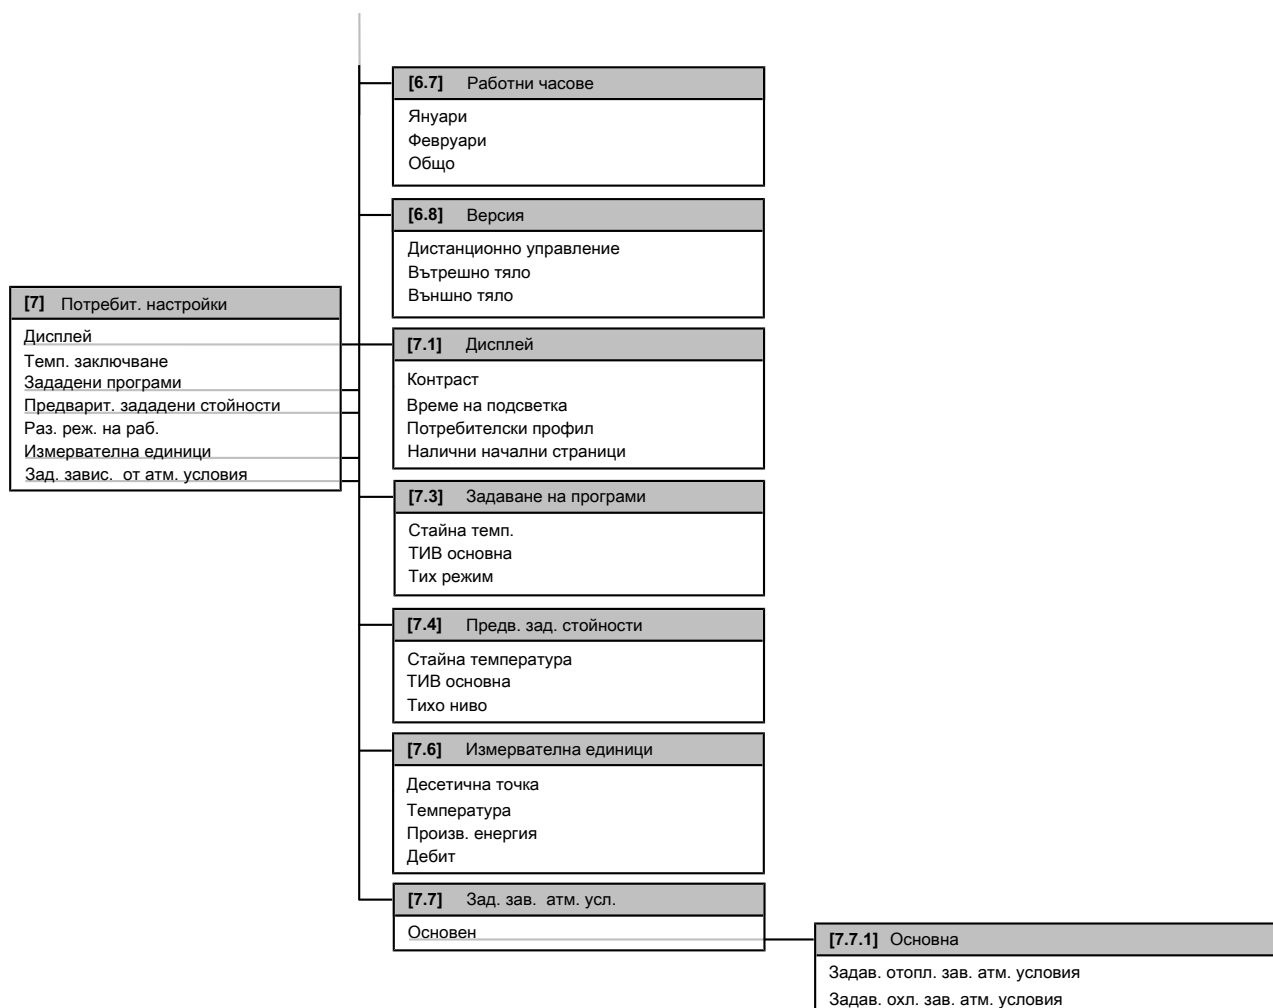 [6.7] Работни часове
Януари
Февруари
Общо
[6.8] Версия
Дистанционно управление
Вътрешно тяло
Външно тяло
[7] Потребит. настройки
Дисплей
Темп. заключване
Зададени програми
Предварит. зададени стойности
Раз. реж. на раб.
Измервателна единици
Зад. завис. от атм. условия
[7.1] Дисплей
Контраст
Време на подсветка
Потребителски профил
Налични начални страници
[7.3] Задаване на програми
Стайна темп.
ТИВ основна
Тих режим
[7.4] Предв. зад. стойности
Стайна температура
ТИВ основна
Тихо ниво
[7.6] Измервателна единици
Десетична точка
Температура
Произв. енергия
Дебит
[7.7] Зад. зав. атм. усл.
Основен
[7.7.1] Основна
Задав. отопл. зав. атм. условия
Задав. охл. зав. атм. условия